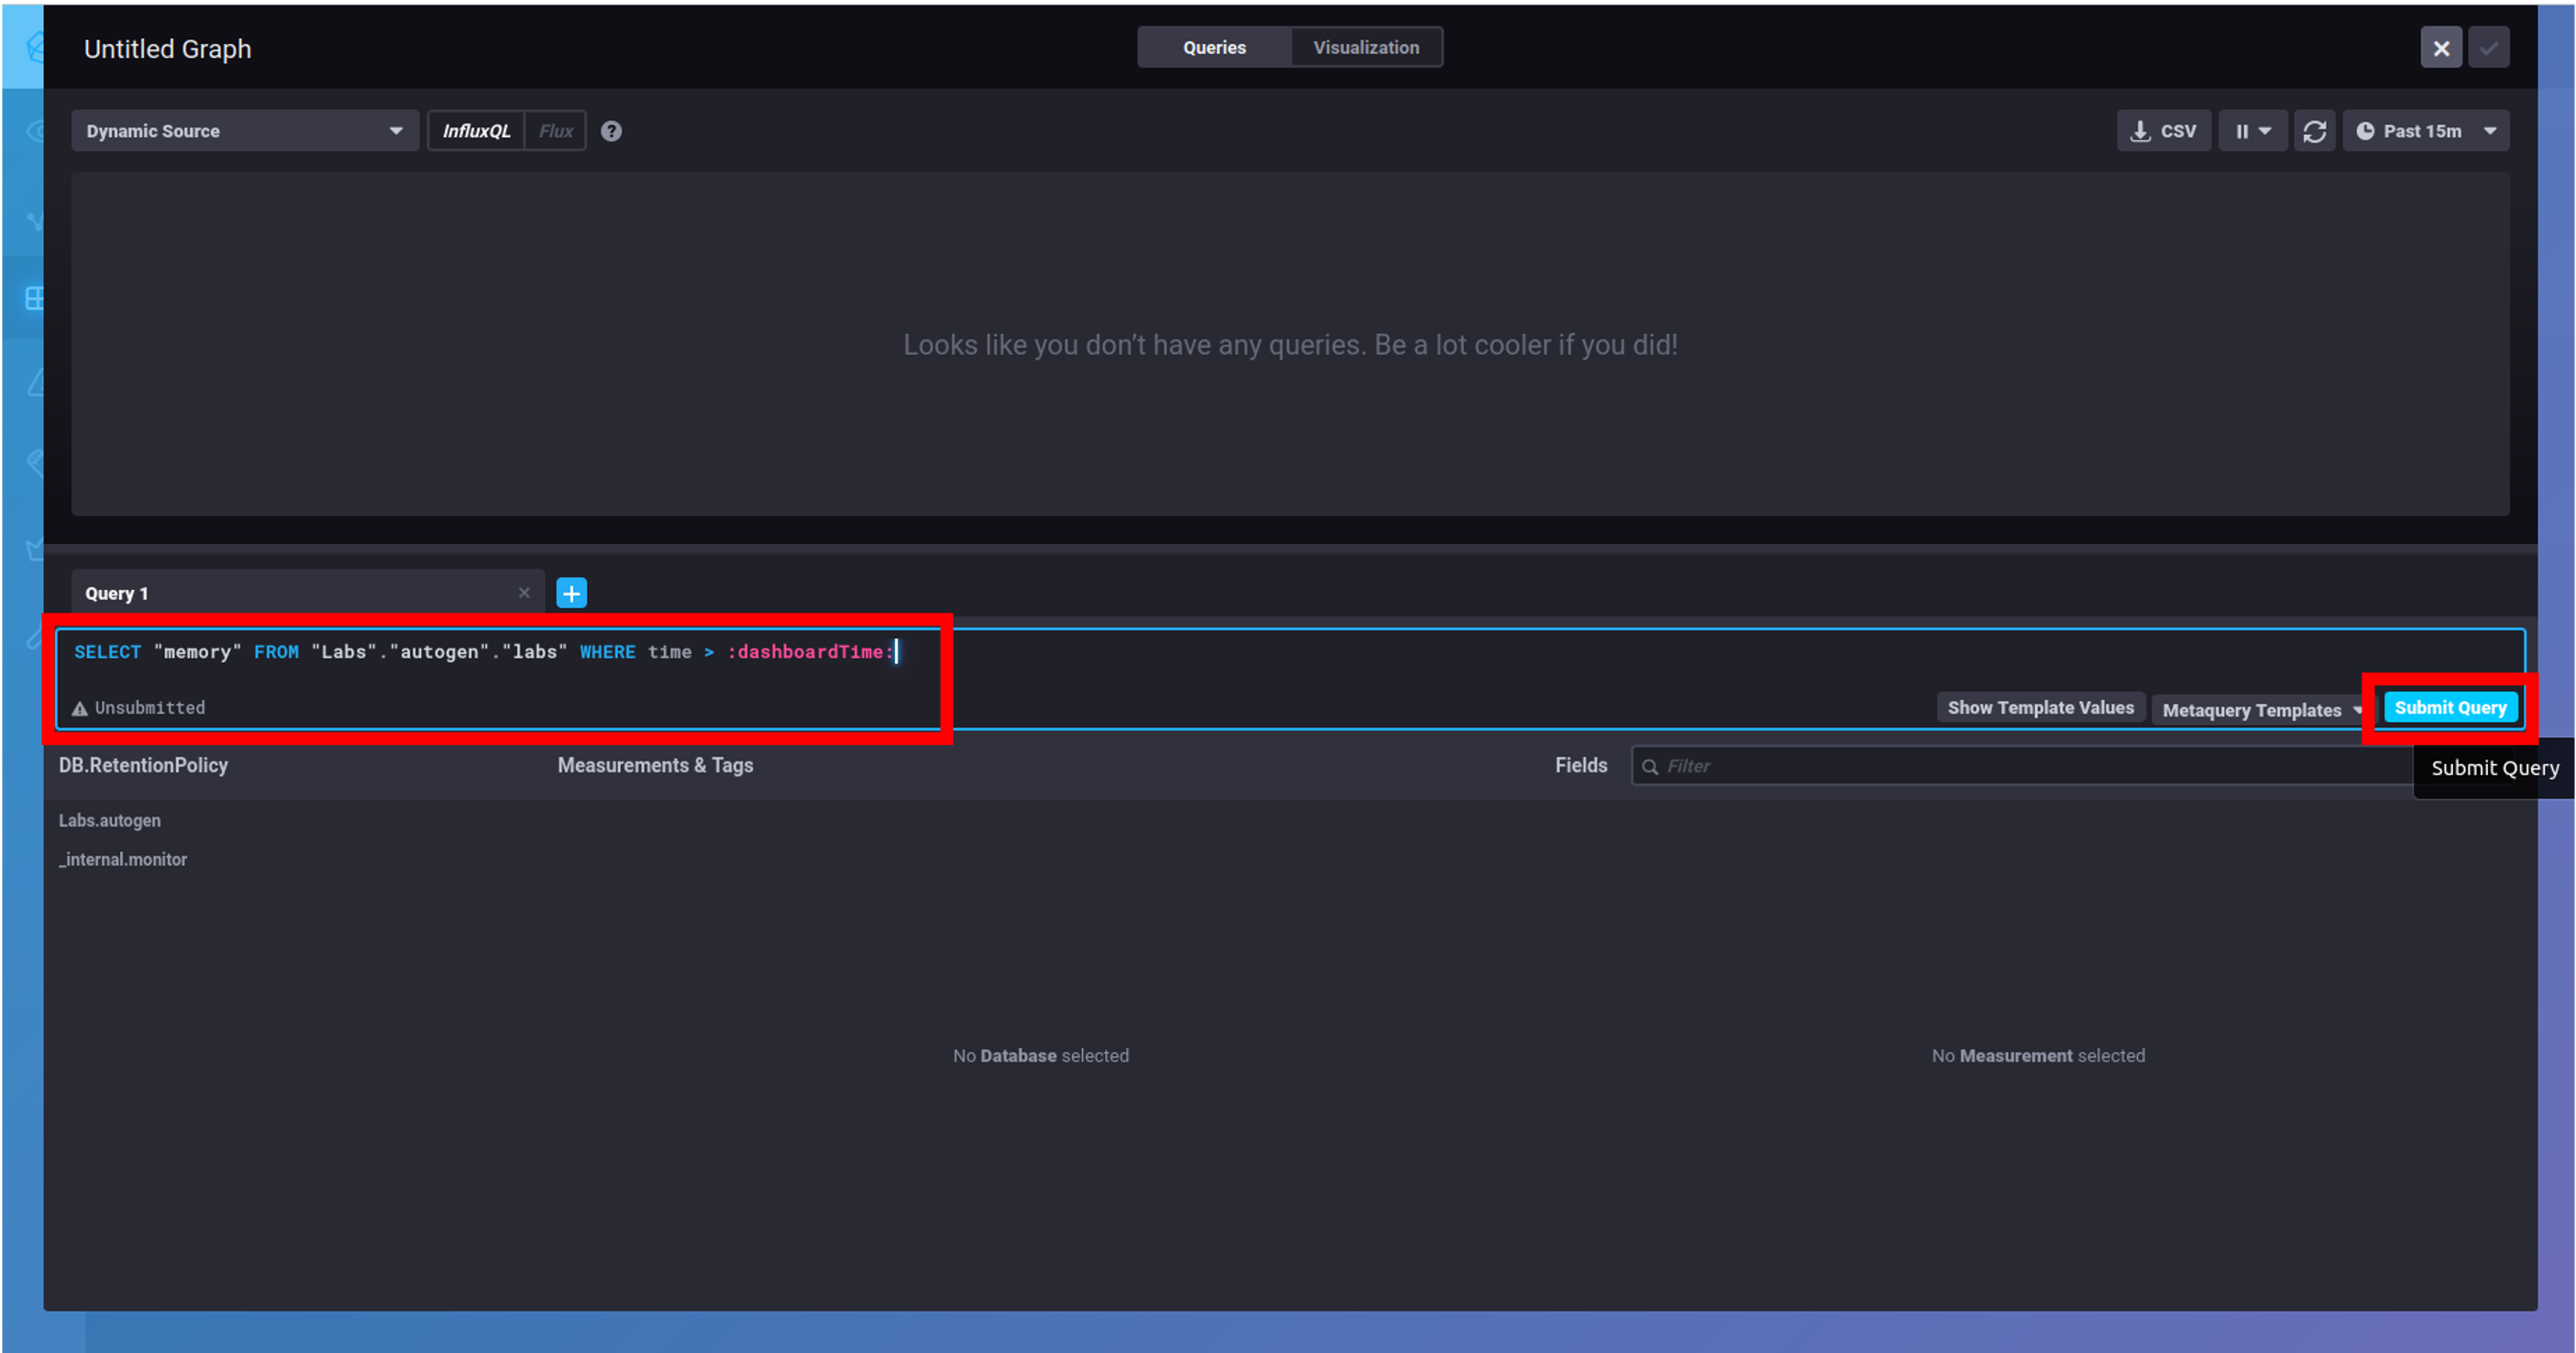 Untitled Graph
Queries
Visualization
Dynamic Source
InfluxQL
Flux
CSV
Past 15m
Looks like you don't have any queries. Be a lot cooler if you did!
Query 1
SELECT "memory" FROM "Labs"."autogen"."labs" WHERE time > :dashboardTime:
Unsubmitted
Show Template Values
Metaquery Templates
Submit Query
DB.RetentionPolicy
Measurements & Tags
Fields
Filter
Submit Query
Labs.autogen
_internal.monitor
No Database selected
No Measurement selected